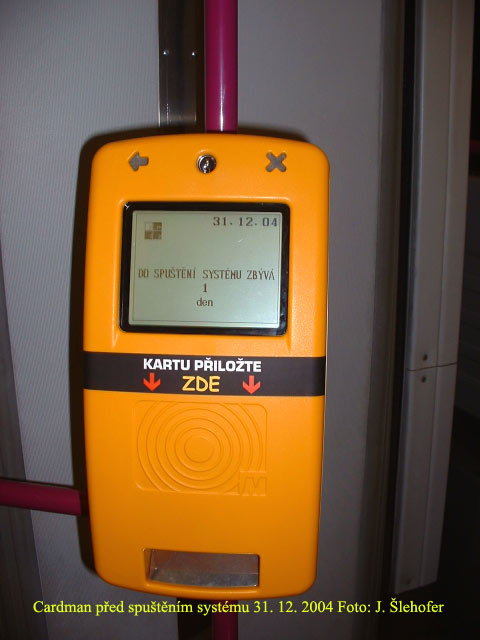 31.12.04
DO SPUŠTĚNÍ SYSTÉMU ZBÝVÁ
1
den
KARTU PŘILOŽTE
ZDE
M
Cardman před spuštěním systému 31. 12. 2004 Foto: J. Šlehofer